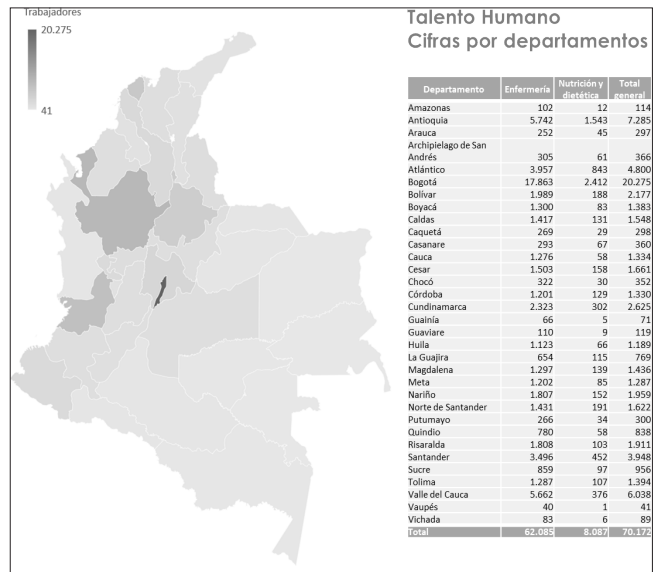 Trabajadores
20.275
41
Talento Humano
Cifras por departamentos
Departamento Enfermería Nutrición y dietética Total general
Amazonas 102 12 114
Antioquia 5.742 1.543 7.285
Arauca 252 45 297
Archipielago de San
Andrés 305 61 366
Atlántico 3.957 843 4.800
Bogotá 17.863 2.412 20.275
Bolívar 1.989 188 2.177
Boyacá 1.300 83 1.383
Caldas 1.417 131 1.548
Caquetá 269 29 298
Casanare 293 67 360
Cauca 1.276 58 1.334
Cesar 1.503 158 1.661
Chocó 322 30 352
Córdoba 1.201 129 1.330
Cundinamarca 2.323 302 2.625
Guainía 66 5 71
Guaviare 110 9 119
Huila 1.123 66 1.189
La Guajira 654 115 769
Magdalena 1.297 139 1.436
Meta 1.202 85 1.287
Nariño 1.807 152 1.959
Norte de Santander 1.431 191 1.622
Putumayo 266 34 300
Quindio 780 58 838
Risaralda 1.808 103 1.911
Santander 3.496 452 3.948
Sucre 859 97 956
Tolima 1.287 107 1.394
Valle del Cauca 5.662 376 6.038
Vaupés 40 1 41
Vichada 83 6 89
Total 62.085 8.087 70.172